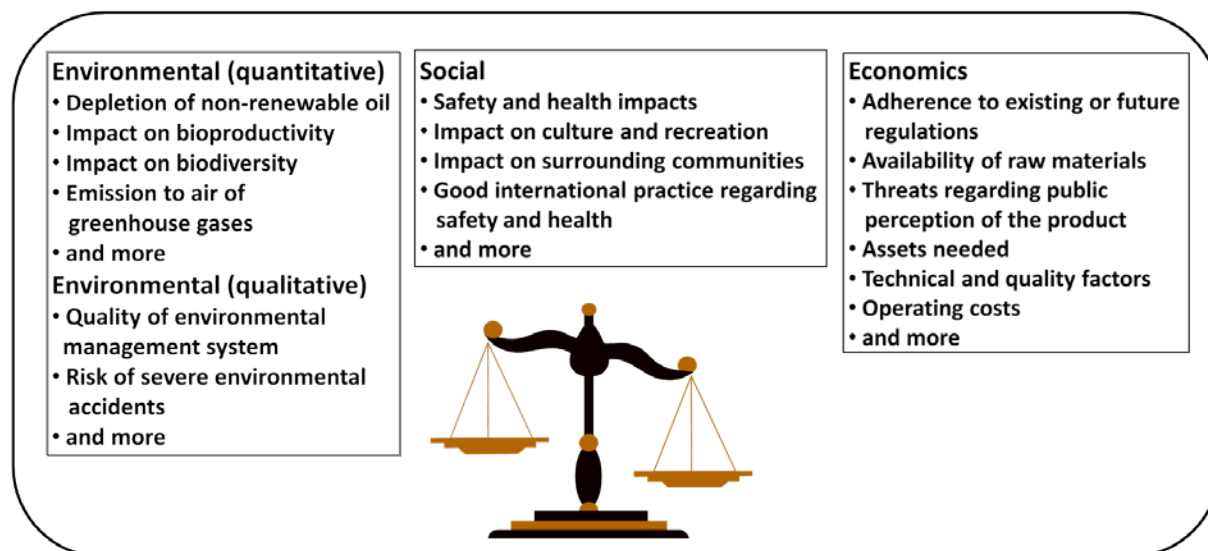 Environmental (quantitative)
• Depletion of non-renewable oil
• Impact on bioproductivity
• Impact on biodiversity
• Emission to air of
greenhouse gases
• and more
Environmental (qualitative)
• Quality of environmental
management system
• Risk of severe environmental
accidents
• and more
Social
• Safety and health impacts
• Impact on culture and recreation
• Impact on surrounding communities
• Good international practice regarding
safety and health
• and more
Economics
• Adherence to existing or future
regulations
• Availability of raw materials
• Threats regarding public
perception of the product
• Assets needed
• Technical and quality factors
• Operating costs
• and more